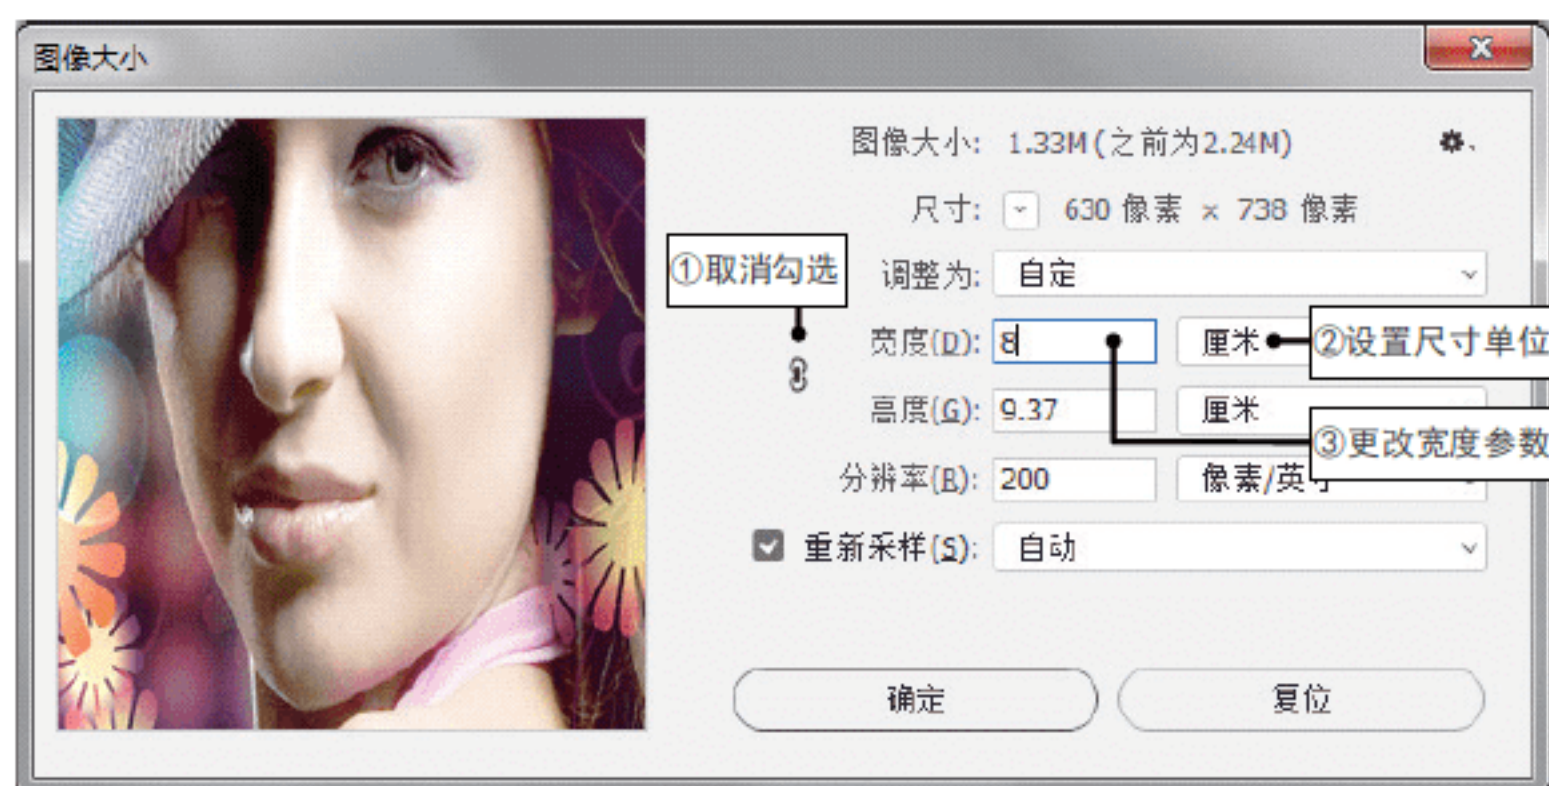 图像大小
图像大小: 1.33M(之前为2.24M)
尺寸: 630 像素 × 738 像素
①取消勾选
调整为: 自定
宽度(D): 8 厘米
②设置尺寸单位
高度(G): 9.37 厘米
③更改宽度参数
分辨率(R): 200 像素/英寸
重新采样(S): 自动
确定 复位